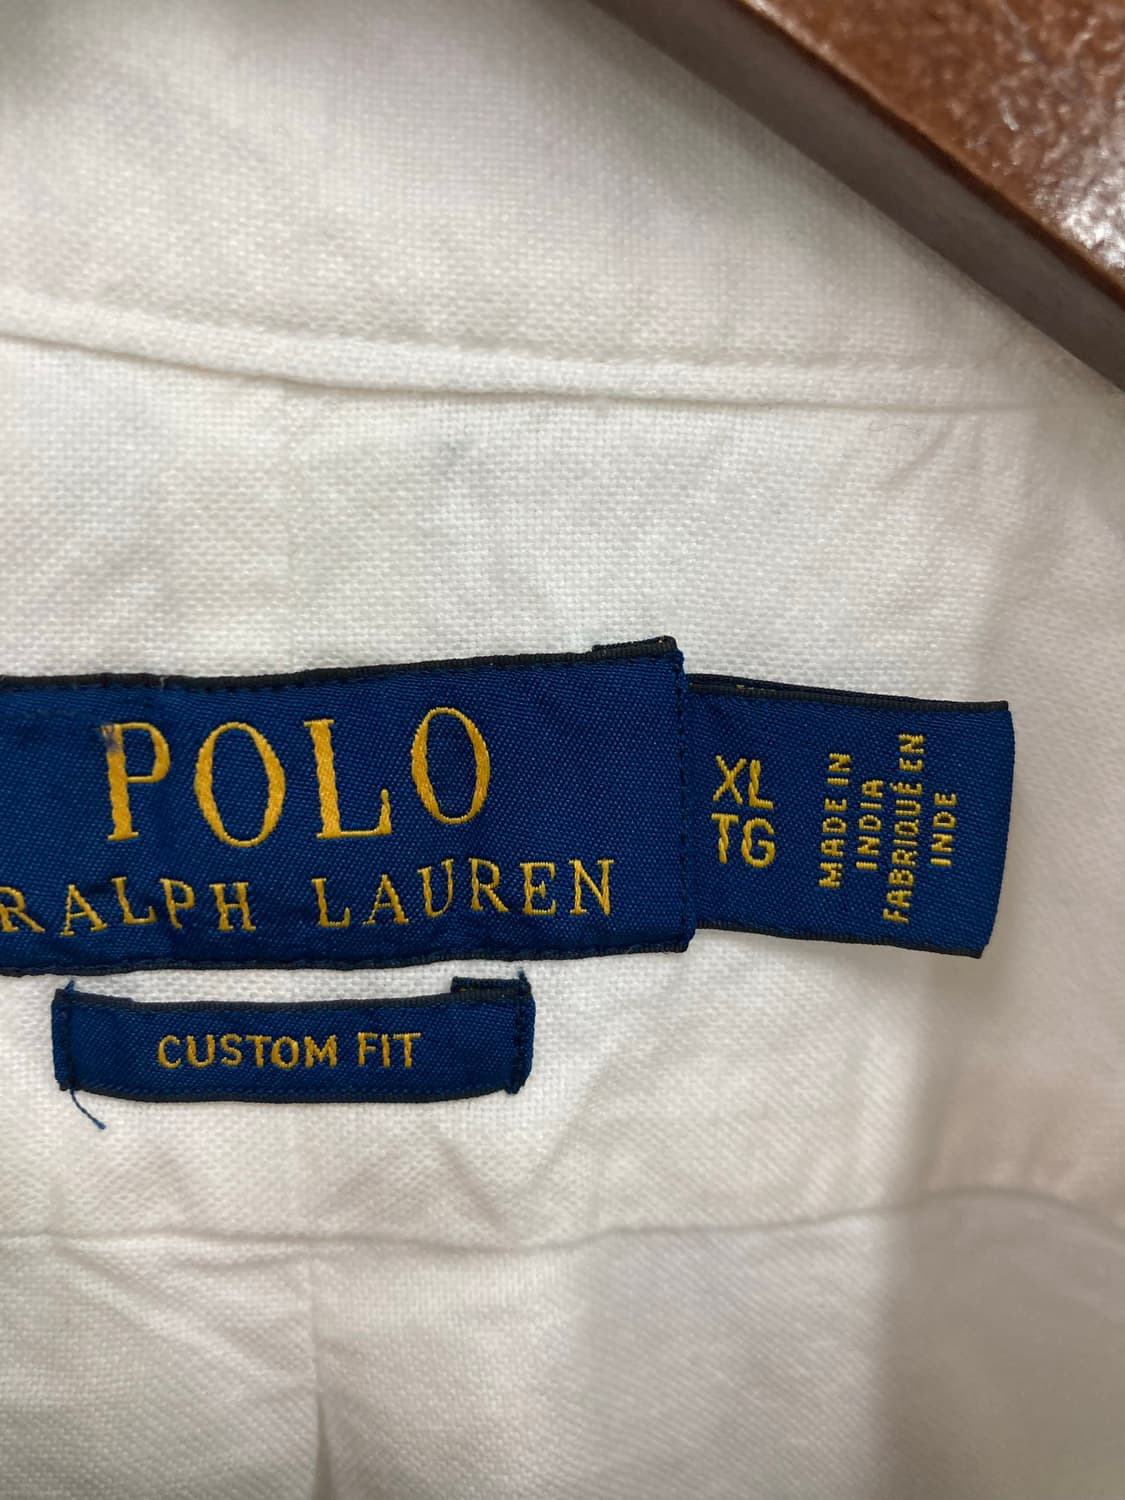 POLO
RALPH LAUREN
XL
TG
MADE IN
INDIA
FABRIQUÉ EN
INDE
CUSTOM FIT